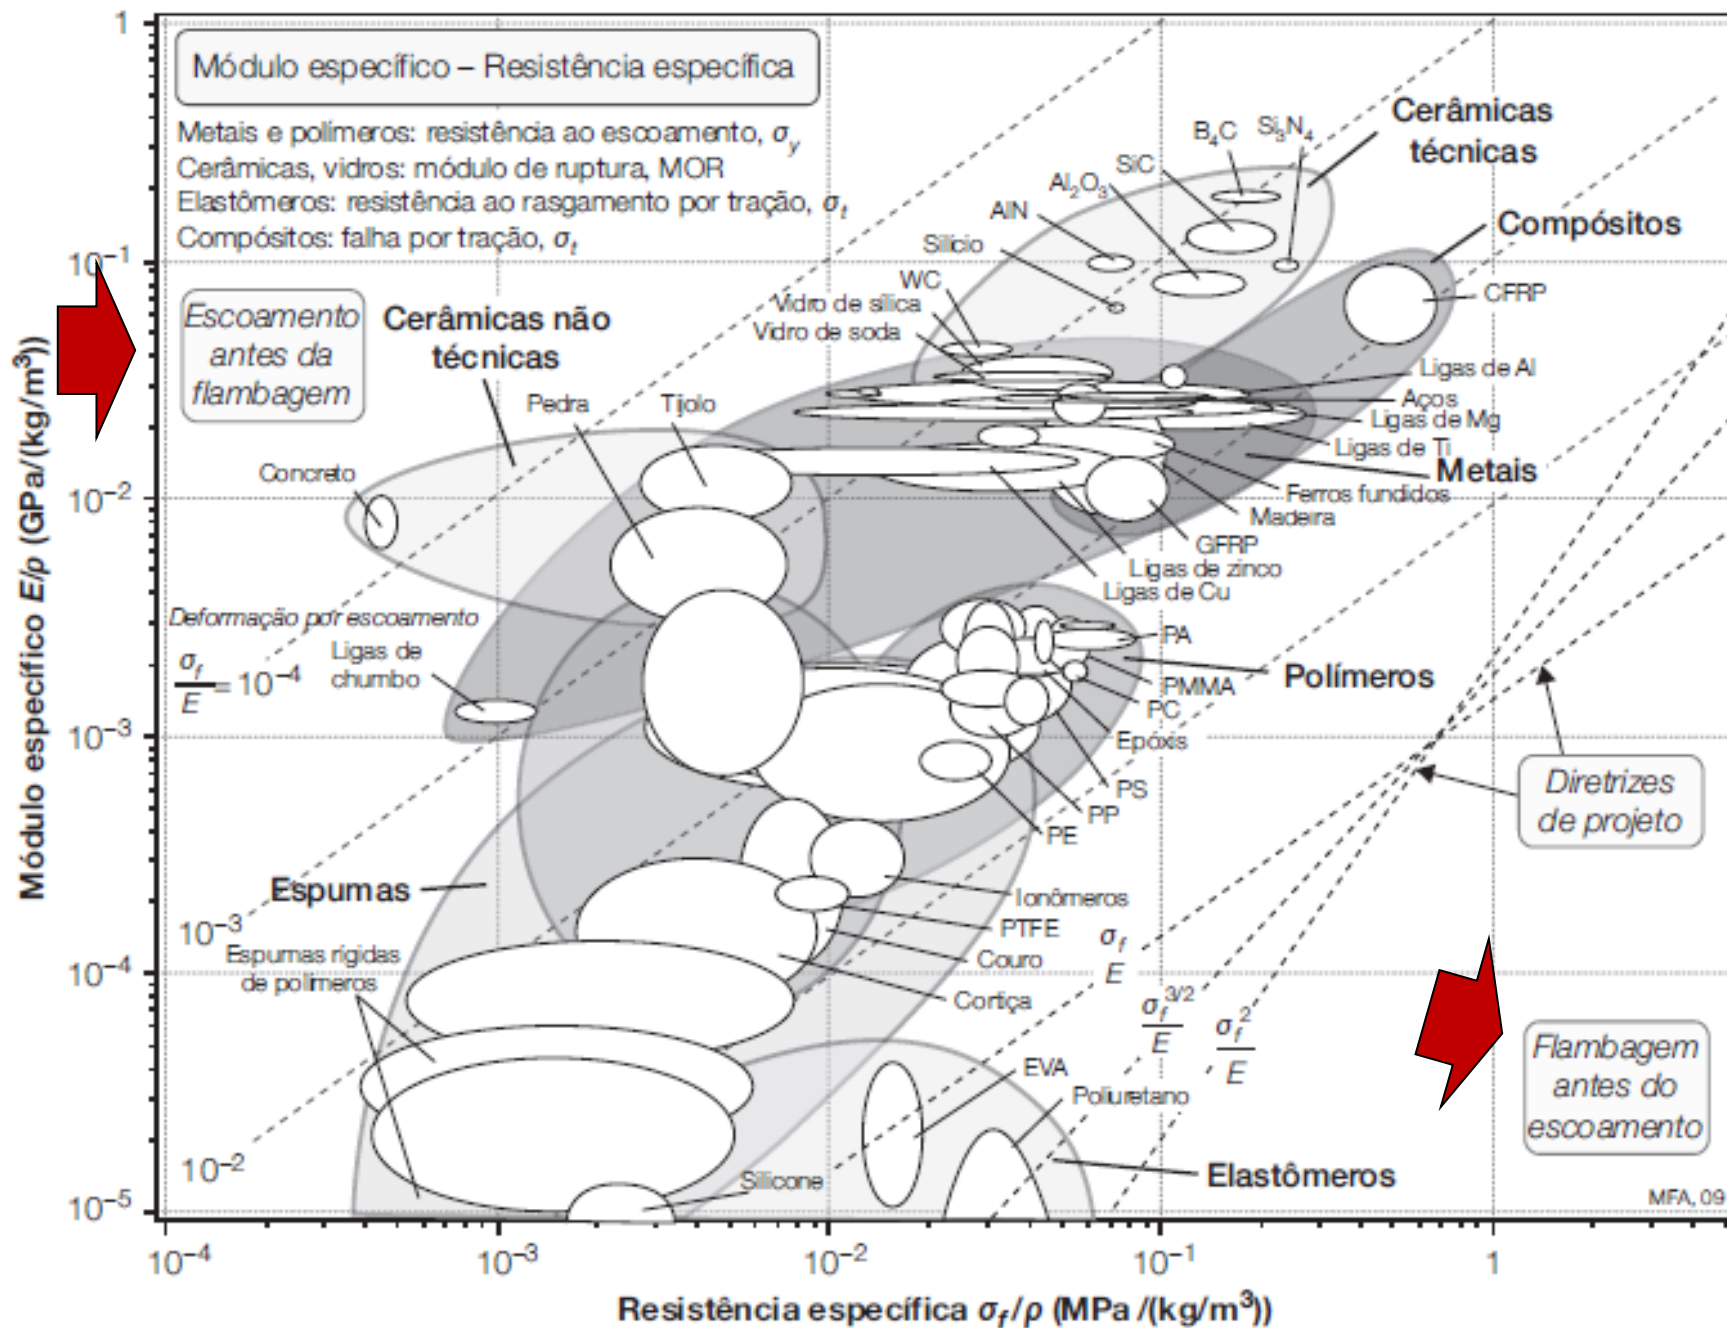 Módulo específico – Resistência específica
Metais e polímeros: resistência ao escoamento, σy
Cerâmicas, vidros: módulo de ruptura, MOR
Elastômeros: resistência ao rasgamento por tração, σt
Compósitos: falha por tração, σt
Módulo específico E/ρ (GPa/(kg/m³))
1
10⁻¹
10⁻²
10⁻³
10⁻⁴
10⁻⁵
Escoamento
antes da
flambagem
Cerâmicas não
técnicas
Cerâmicas
técnicas
Compósitos
B₄C
Si₃N₄
SiC
Al₂O₃
AlN
Silício
WC
Vidro de sílica
Vidro de soda
CFRP
Pedra
Tijolo
Concreto
Ligas de Al
Aços
Ligas de Mg
Ligas de Ti
Metais
Ferros fundidos
Madeira
GFRP
Ligas de zinco
Ligas de Cu
Deformação por escoamento
σf/E = 10⁻⁴
Ligas de
chumbo
PA
Polímeros
PMMA
PC
Epóxis
PS
PP
PE
Diretrizes
de projeto
Espumas
10⁻³
Ionômeros
PTFE
Couro
Cortiça
Espumas rígidas
de polímeros
σf/E
σf^3/2/E
σf²/E
Flambagem
antes do
escoamento
EVA
Poliuretano
10⁻²
Silicone
Elastômeros
MFA, 09
10⁻⁴
10⁻³
10⁻²
10⁻¹
1
Resistência específica σf/ρ (MPa/(kg/m³))